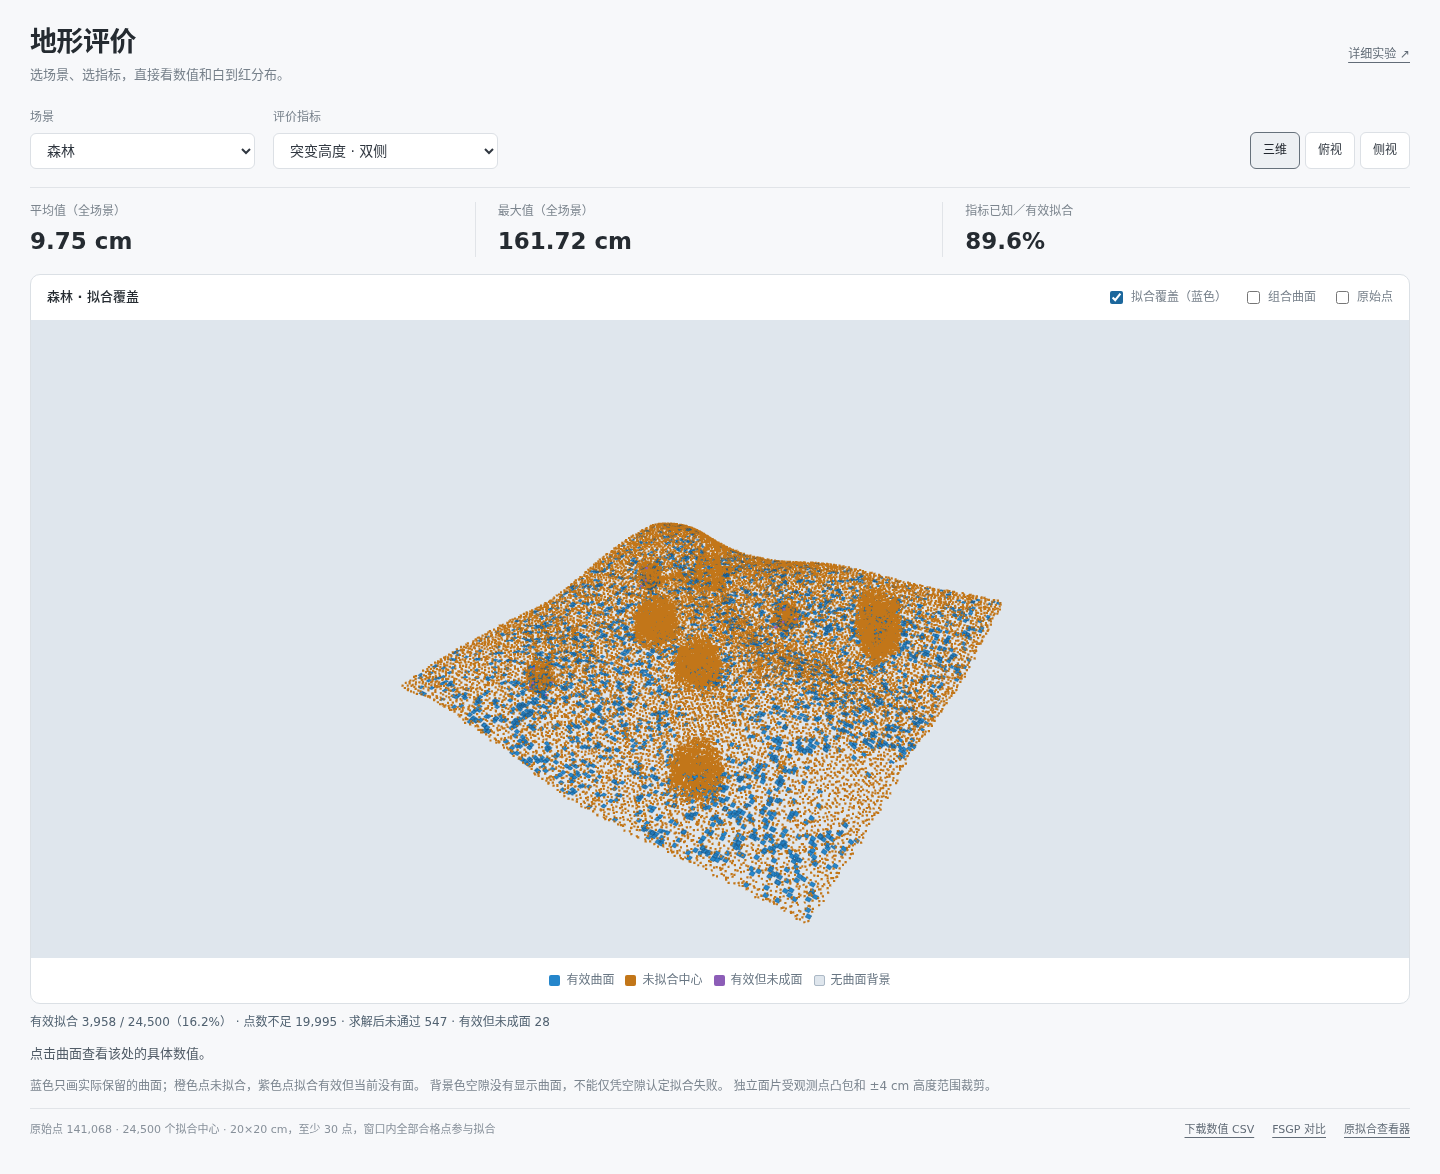 地形评价
选场景、选指标，直接看数值和白到红分布。
详细实验 ↗
场景
评价指标
森林
突变高度 · 双侧
三维
俯视
侧视
平均值（全场景）
最大值（全场景）
指标已知／有效拟合
9.75 cm
161.72 cm
89.6%
森林 · 拟合覆盖
拟合覆盖（蓝色）
组合曲面
原始点
有效曲面
未拟合中心
有效但未成面
无曲面背景
有效拟合 3,958 / 24,500（16.2%） · 点数不足 19,995 · 求解后未通过 547 · 有效但未成面 28
点击曲面查看该处的具体数值。
蓝色只画实际保留的曲面；橙色点未拟合，紫色点拟合有效但当前没有面。 背景色空隙没有显示曲面，不能仅凭空隙认定拟合失败。 独立面片受观测点凸包和 ±4 cm 高度范围裁剪。
原始点 141,068 · 24,500 个拟合中心 · 20×20 cm，至少 30 点，窗口内全部合格点参与拟合
下载数值 CSV
FSGP 对比
原拟合查看器